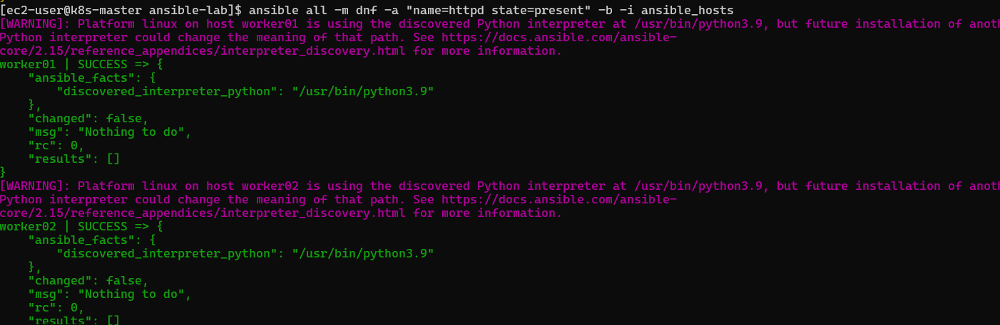 [ec2-user@k8s-master ansible-lab]$ ansible all -m dnf -a "name=httpd state=present" -b -i ansible_hosts
[WARNING]: Platform linux on host worker01 is using the discovered Python interpreter at /usr/bin/python3.9, but future installation of
Python interpreter could change the meaning of that path. See https://docs.ansible.com/ansible-
core/2.15/reference_appendices/interpreter_discovery.html for more information.
worker01 | SUCCESS => {
    "ansible_facts": {
        "discovered_interpreter_python": "/usr/bin/python3.9"
    },
    "changed": false,
    "msg": "Nothing to do",
    "rc": 0,
    "results": []
}
[WARNING]: Platform linux on host worker02 is using the discovered Python interpreter at /usr/bin/python3.9, but future installation of
Python interpreter could change the meaning of that path. See https://docs.ansible.com/ansible-
core/2.15/reference_appendices/interpreter_discovery.html for more information.
worker02 | SUCCESS => {
    "ansible_facts": {
        "discovered_interpreter_python": "/usr/bin/python3.9"
    },
    "changed": false,
    "msg": "Nothing to do",
    "rc": 0,
    "results": []